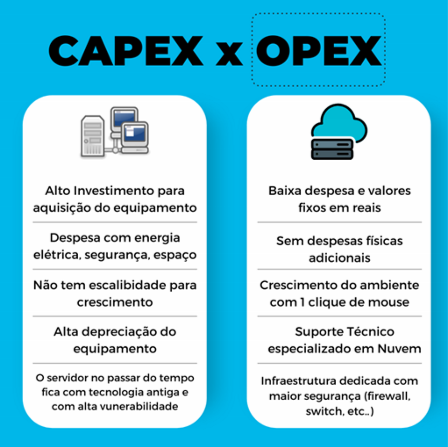 CAPEX x OPEX
Alto Investimento para
aquisição do equipamento
Despesa com energia
elétrica, segurança, espaço
Não tem escalibidade para
crescimento
Alta depreciação do
equipamento
O servidor no passar do tempo
fica com tecnologia antiga e
com alta vulnerabilidade
Baixa despesa e valores
fixos em reais
Sem despesas físicas
adicionais
Crescimento do ambiente
com 1 clique de mouse
Suporte Técnico
especializado em Nuvem
Infraestrutura dedicada com
maior segurança (firewall,
switch, etc..)